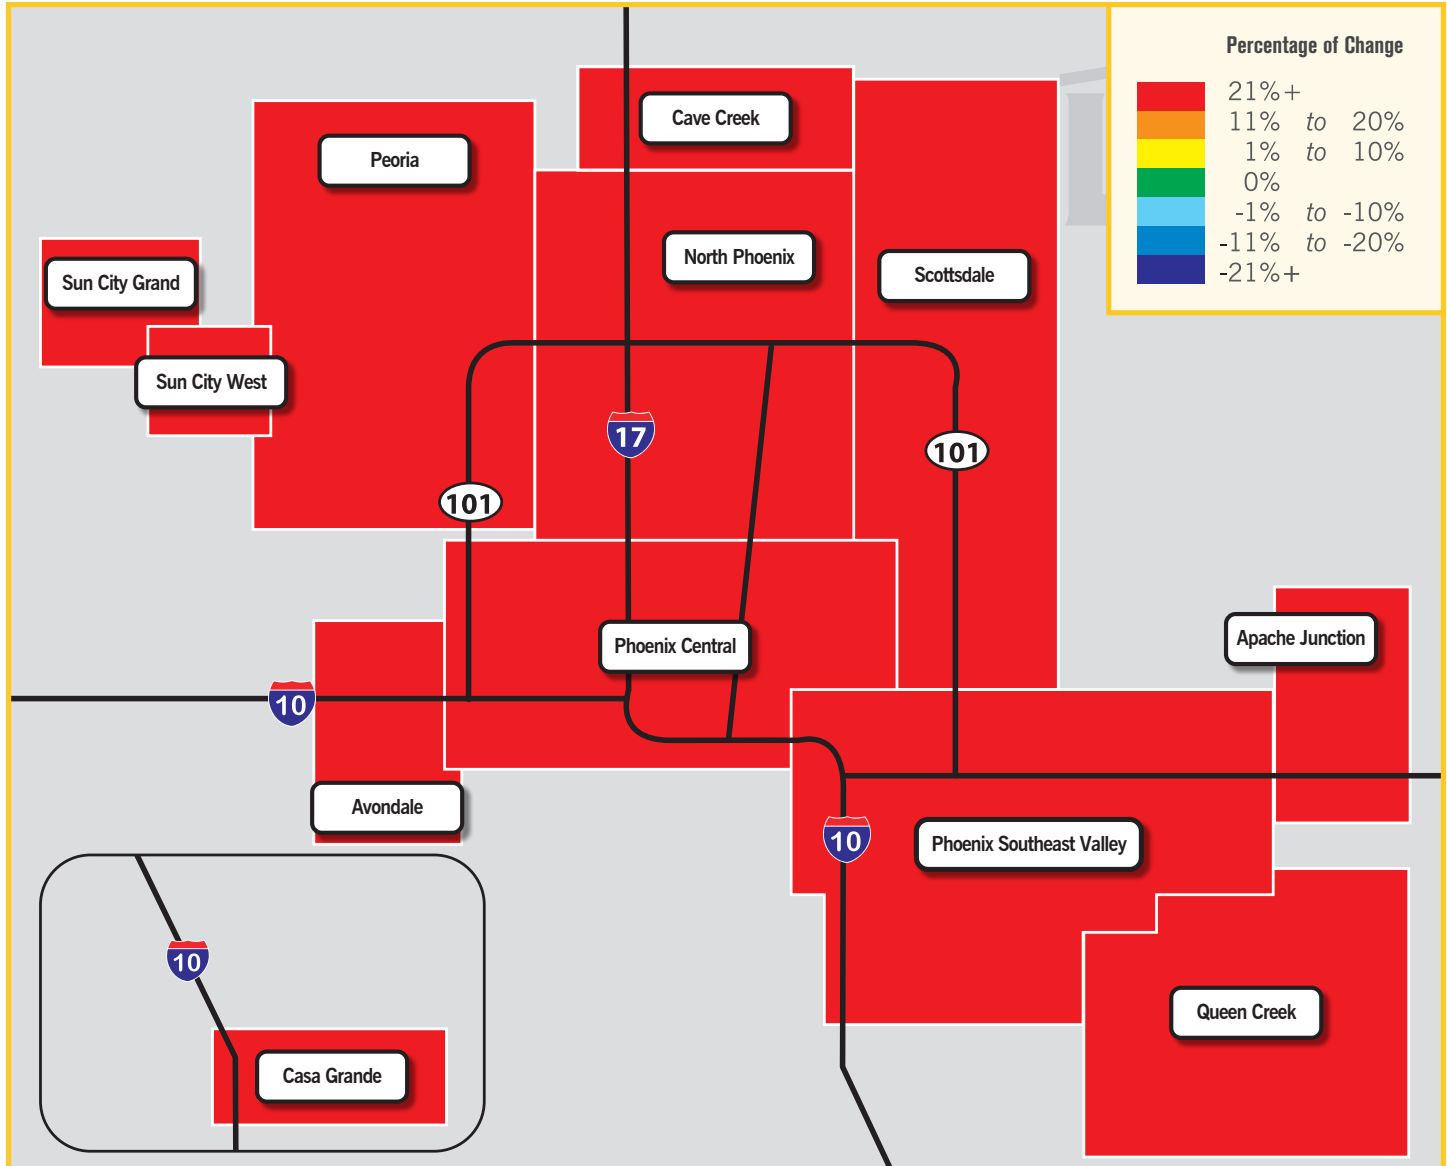 Percentage of Change
21%+
11% to 20%
1% to 10%
0%
-1% to -10%
-11% to -20%
-21%+
Cave Creek
Peoria
North Phoenix
Scottsdale
Sun City Grand
Sun City West
17
101
101
Apache Junction
Phoenix Central
10
Avondale
10
Phoenix Southeast Valley
10
Queen Creek
Casa Grande